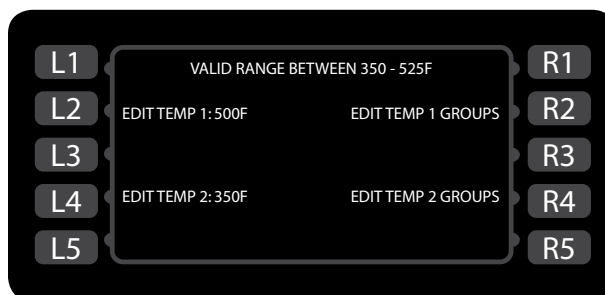 L1 VALID RANGE BETWEEN 350 - 525F R1
L2 EDIT TEMP 1: 500F EDIT TEMP 1 GROUPS R2
L3 R3
L4 EDIT TEMP 2: 350F EDIT TEMP 2 GROUPS R4
L5 R5